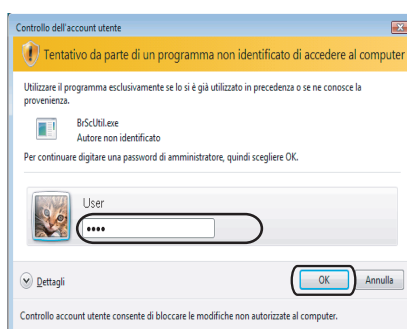 Controllo dell'account utente
Tentativo da parte di un programma non identificato di accedere al computer
Utilizzare il programma esclusivamente se lo si è già utilizzato in precedenza o se ne conosce la
provenienza.
BrScUtil.exe
Autore non identificato
Per continuare digitare una password di amministratore, quindi scegliere OK.
User
••••
Dettagli
OK
Annulla
Controllo account utente consente di bloccare le modifiche non autorizzate al computer.